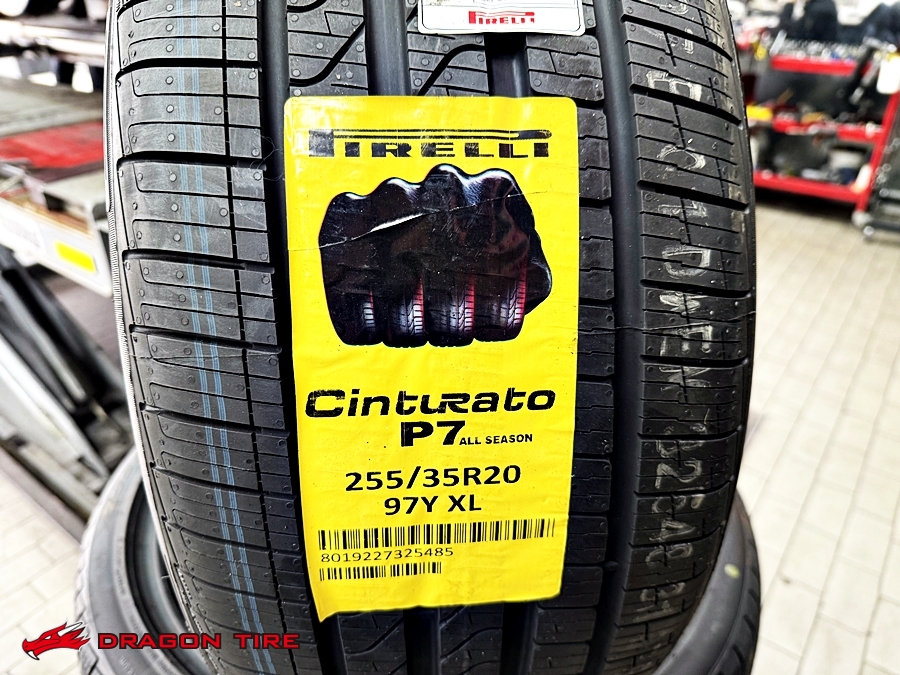 PIRELLI
PIRELLI
Cinturato
P7 ALL SEASON
255/35R20
97Y XL
8019227325485
DRAGON TIRE